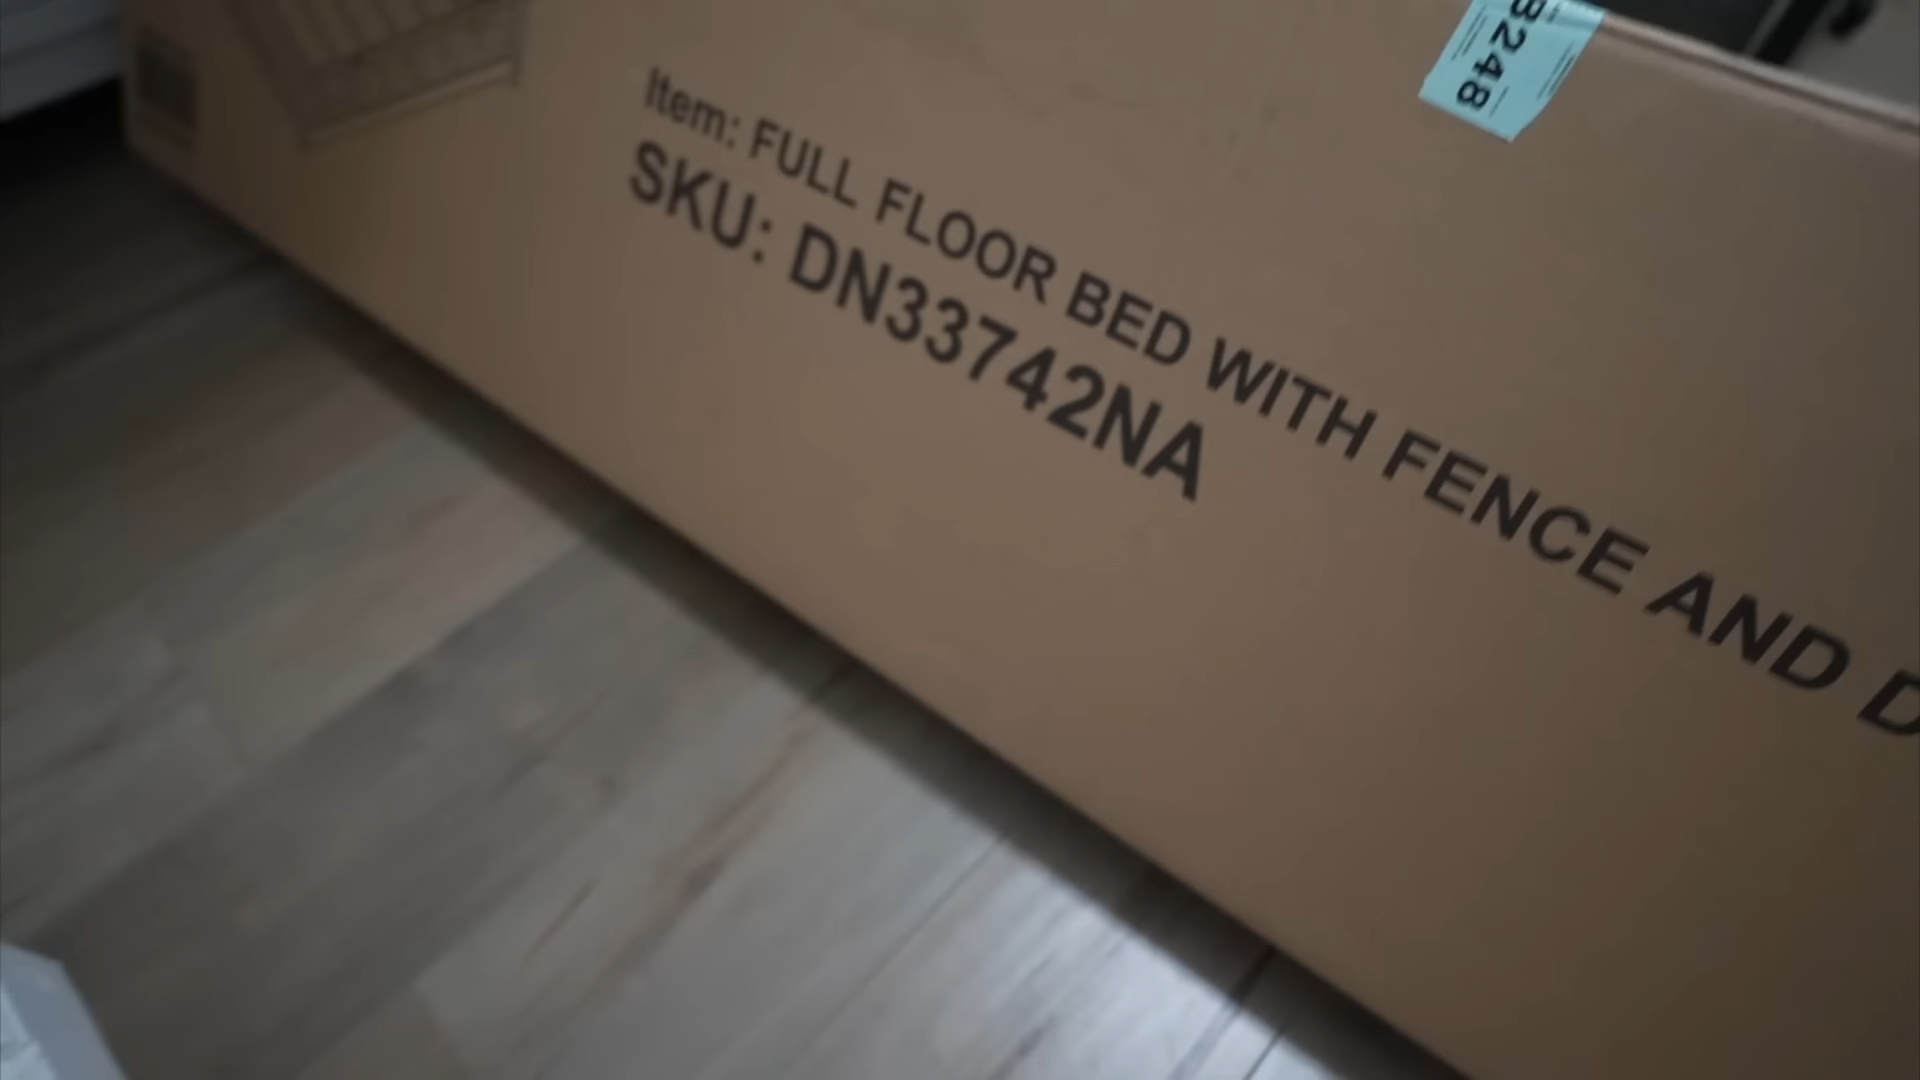 3248
Item: FULL FLOOR BED WITH FENCE AND D
SKU: DN33742NA